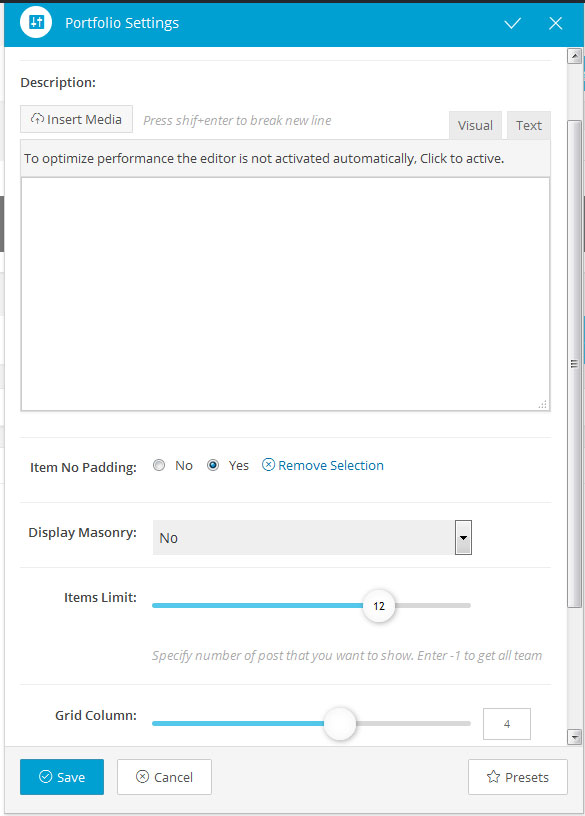 Portfolio Settings
Description:
Insert Media Press shif+enter to break new line Visual Text
To optimize performance the editor is not activated automatically, Click to active.
Item No Padding: No Yes Remove Selection
Display Masonry: No
Items Limit: 12
Specify number of post that you want to show. Enter -1 to get all team
Grid Column: 4
Save Cancel Presets